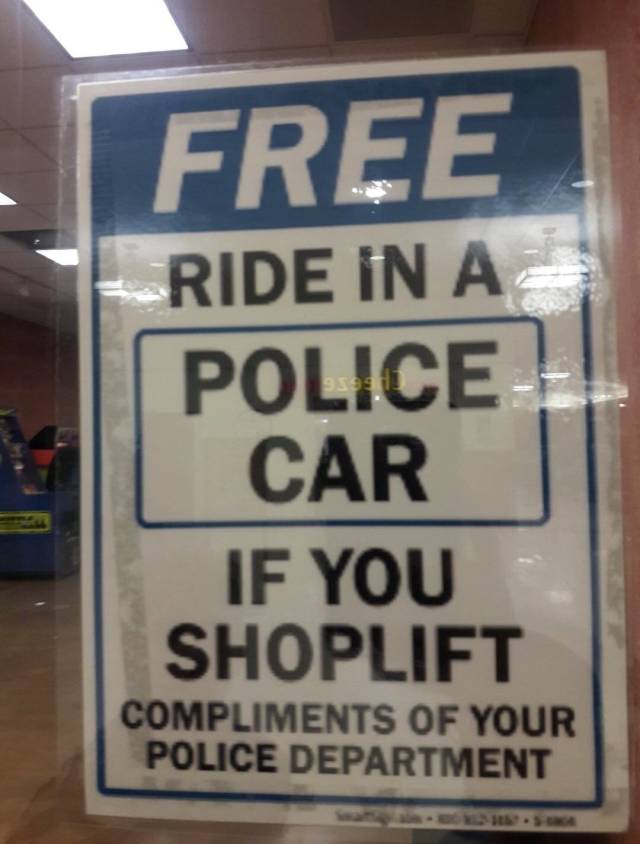 FREE
RIDE IN A
POLICE
CAR
IF YOU
SHOPLIFT
COMPLIMENTS OF YOUR
POLICE DEPARTMENT